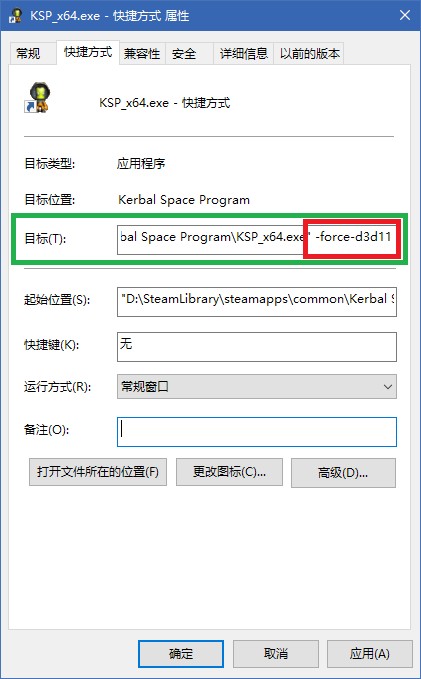 KSP_x64.exe - 快捷方式 属性
常规 快捷方式 兼容性 安全 详细信息 以前的版本
KSP_x64.exe - 快捷方式
目标类型: 应用程序
目标位置: Kerbal Space Program
目标(T): bal Space Program\KSP_x64.exe" -force-d3d11
起始位置(S): "D:\SteamLibrary\steamapps\common\Kerbal S
快捷键(K): 无
运行方式(R): 常规窗口
备注(O):
打开文件所在的位置(F) 更改图标(C)... 高级(D)...
确定 取消 应用(A)